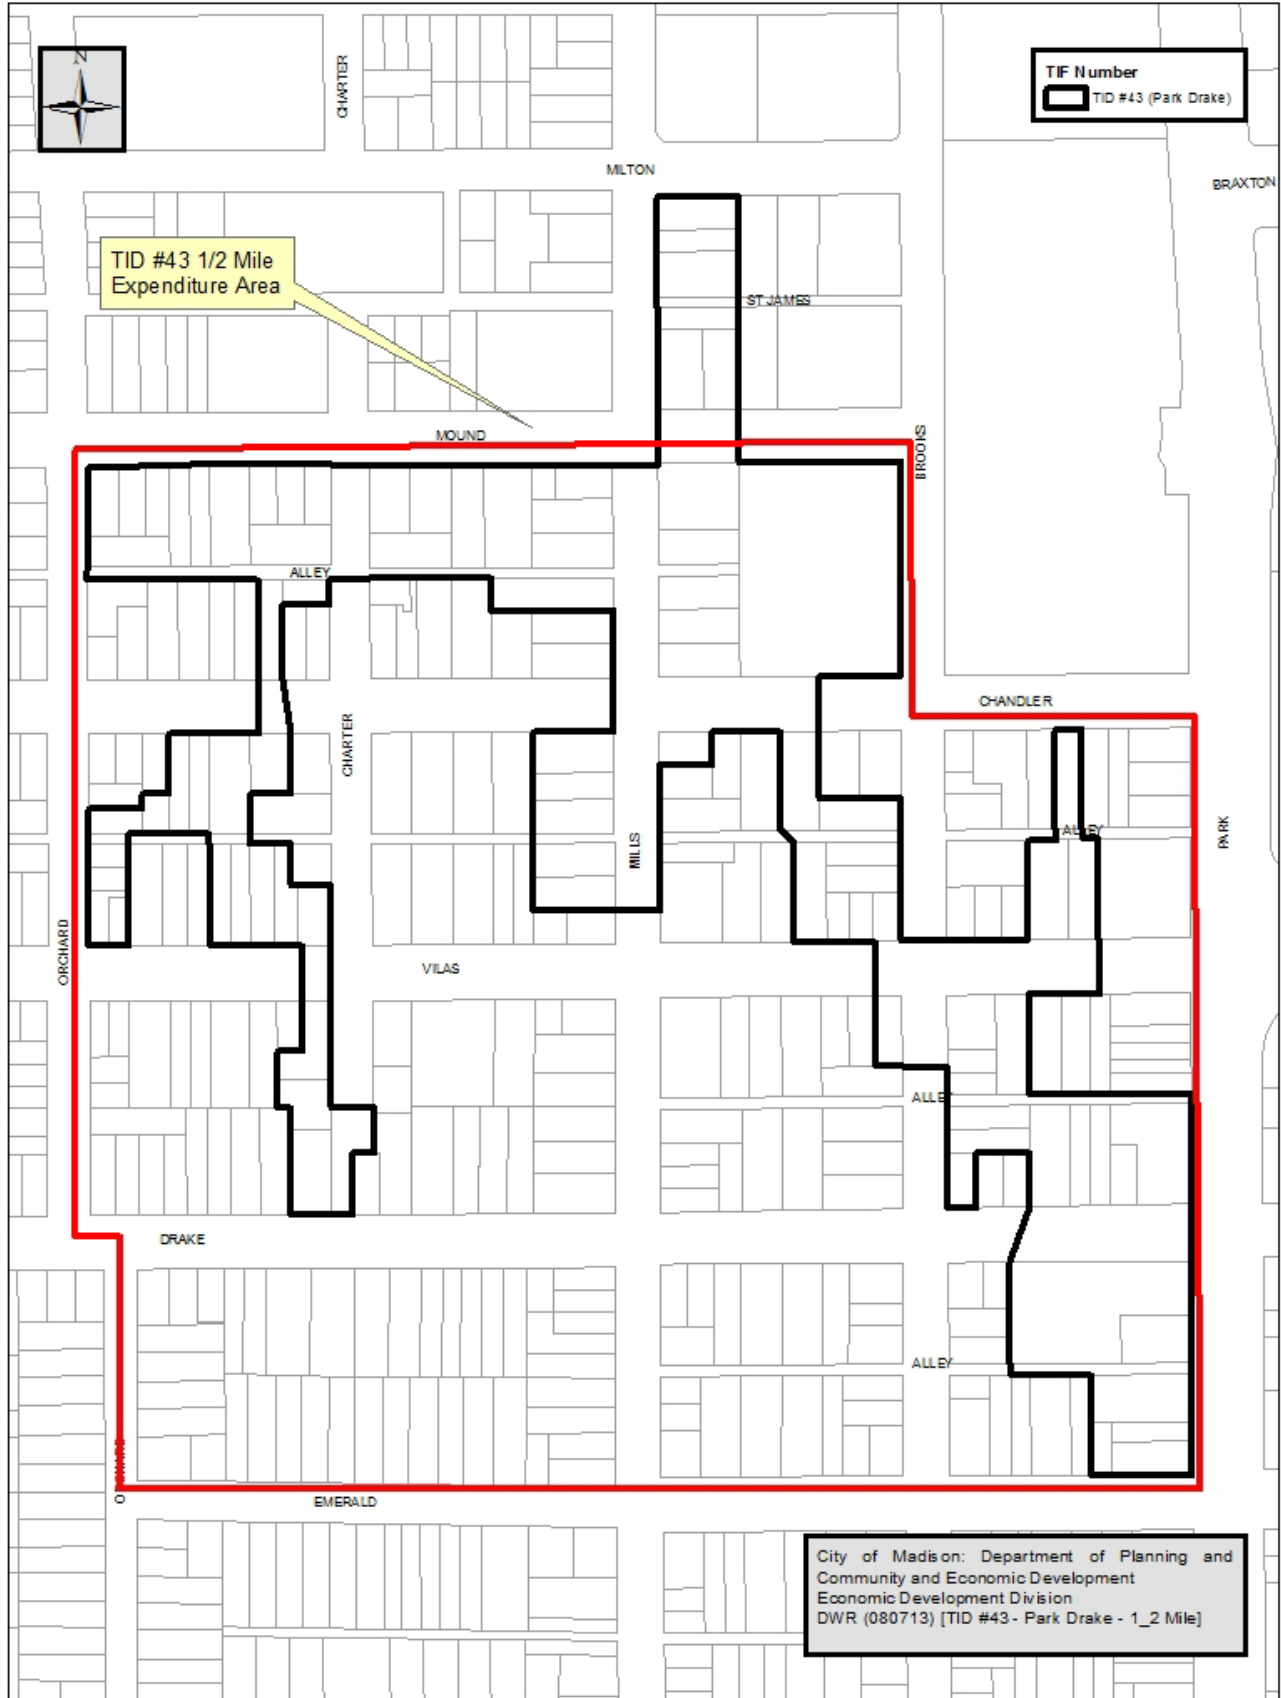 N
CHARTER
TIF Number
TID #43 (Park Drake)
MILTON
BRAXTON
TID #43 1/2 Mile
Expenditure Area
ST JAMES
MOUND
BROOKS
ALLEY
CHANDLER
CHARTER
ALLEY
PARK
MILLS
ORCHARD
VILAS
ALLEY
DRAKE
ALLEY
ORCHARD
EMERALD
City of Madison: Department of Planning and
Community and Economic Development
Economic Development Division
DWR (080713) [TID #43 - Park Drake - 1_2 Mile]